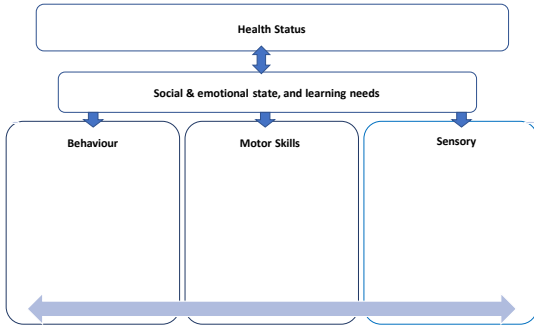 Health Status
Social & emotional state, and learning needs
Behaviour
Motor Skills
Sensory